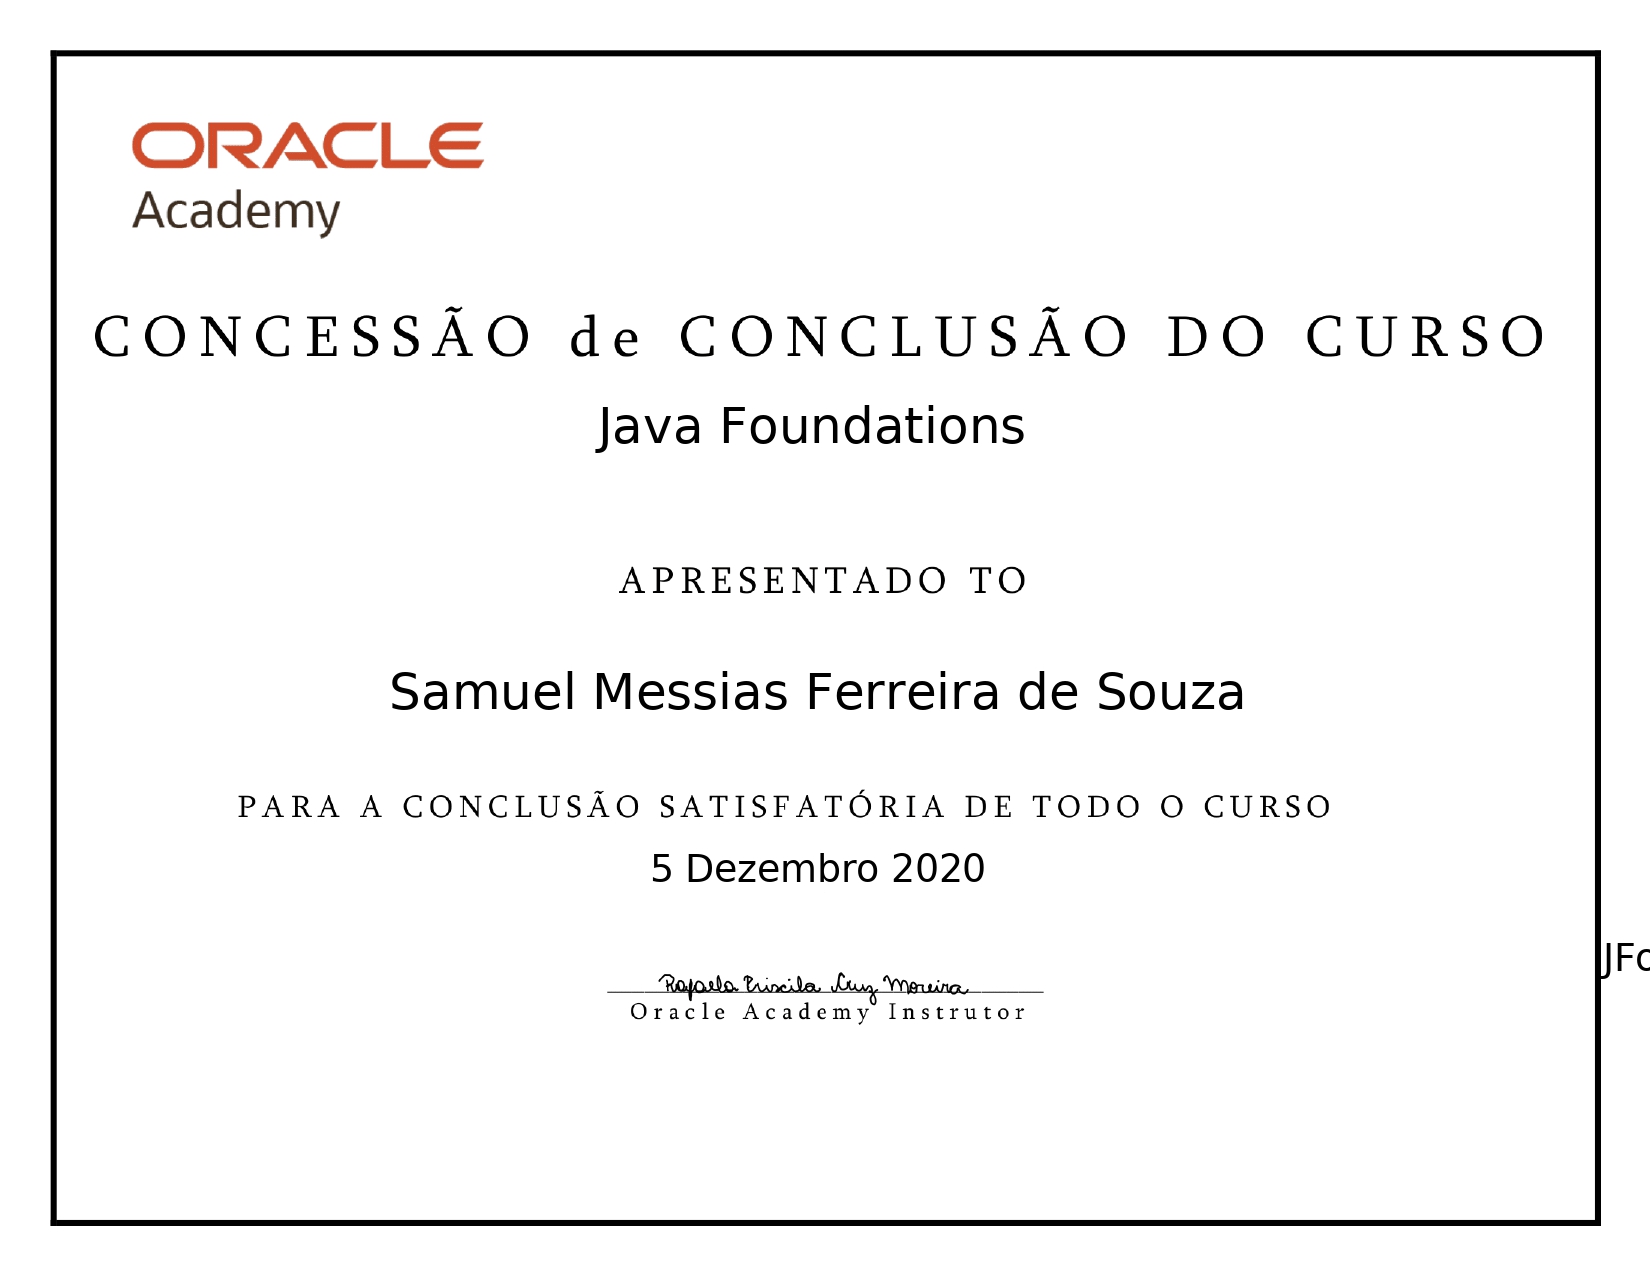 ORACLE
Academy
CONCESSÃO de CONCLUSÃO DO CURSO
Java Foundations
APRESENTADO TO
Samuel Messias Ferreira de Souza
PARA A CONCLUSÃO SATISFATÓRIA DE TODO O CURSO
5 Dezembro 2020
JFo
Rafaela Priscila Cruz Moreira
Oracle Academy Instrutor